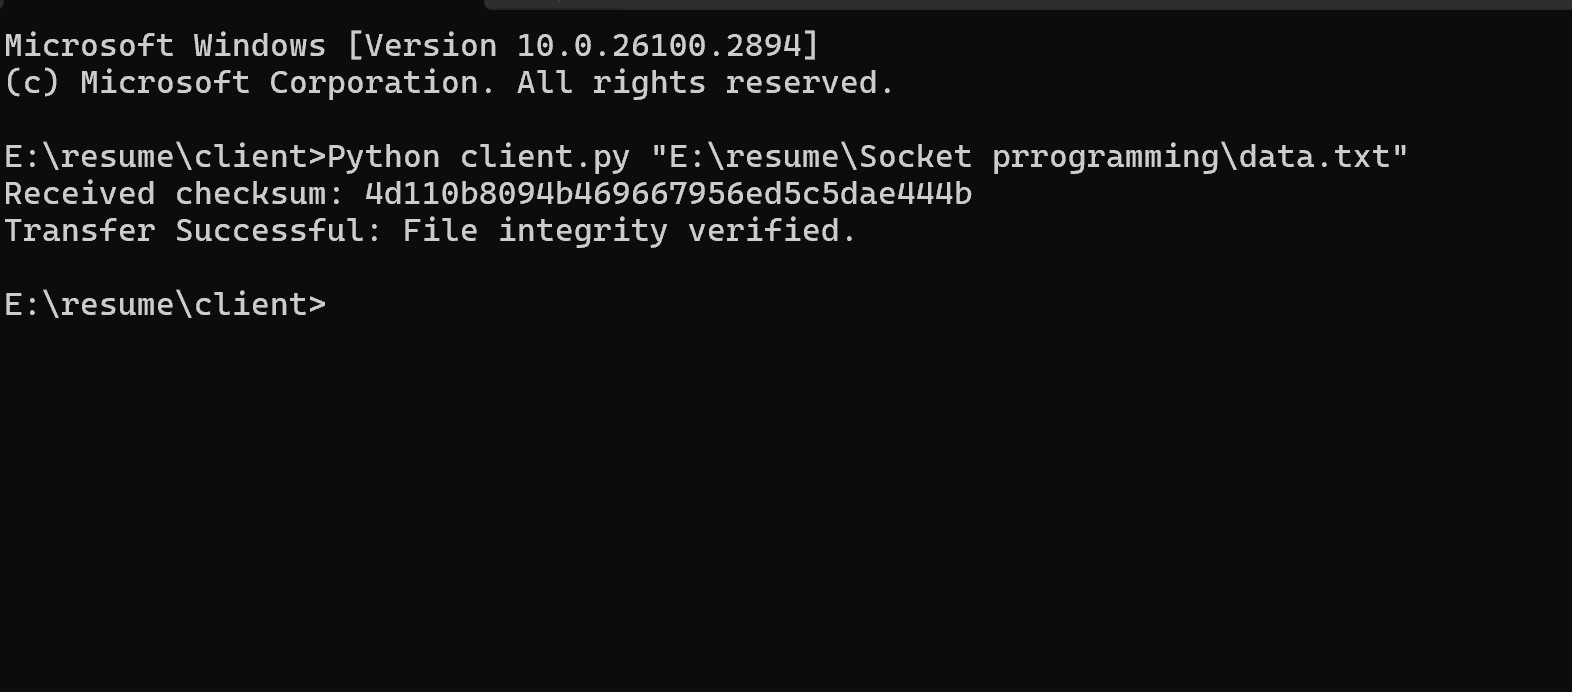 Microsoft Windows [Version 10.0.26100.2894]
(c) Microsoft Corporation. All rights reserved.
E:\resume\client>Python client.py "E:\resume\Socket prrogramming\data.txt"
Received checksum: 4d110b8094b469667956ed5c5dae444b
Transfer Successful: File integrity verified.
E:\resume\client>